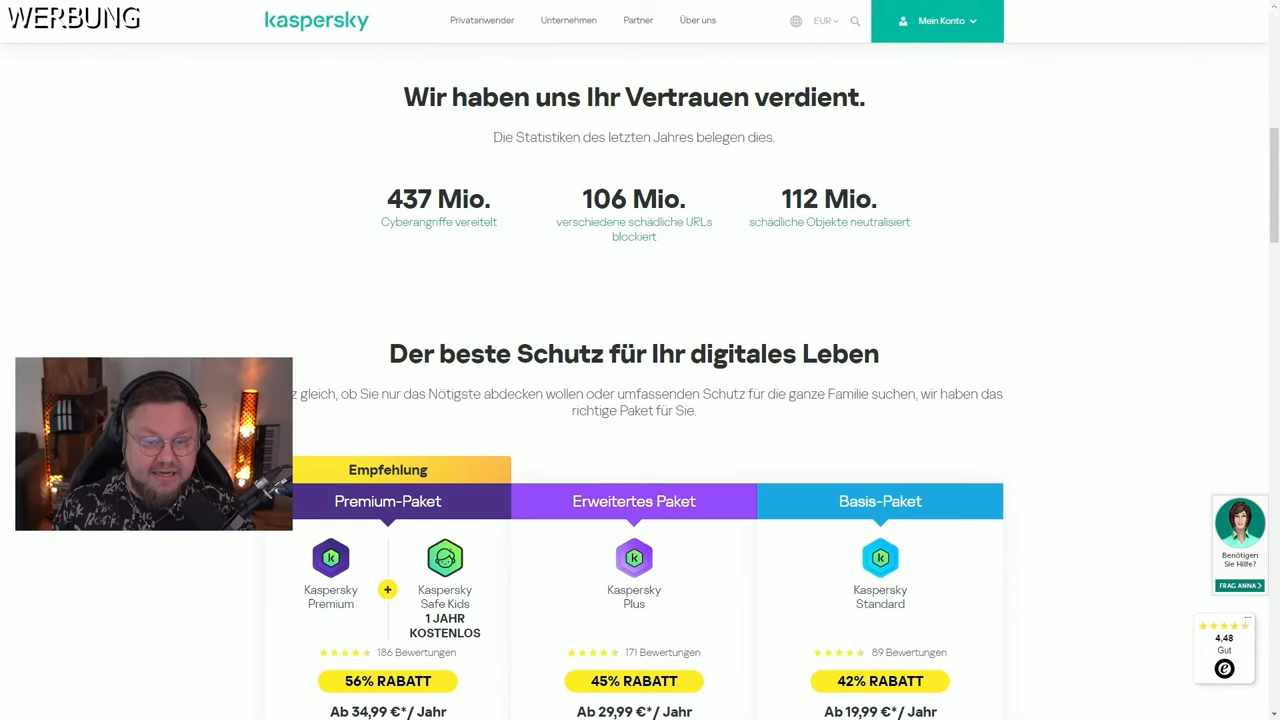 WERBUNG
kaspersky
Privatanwender Unternehmen Partner Über uns
EUR
Mein Konto
Wir haben uns Ihr Vertrauen verdient.
Die Statistiken des letzten Jahres belegen dies.
437 Mio. 106 Mio. 112 Mio.
Cyberangriffe vereitelt
verschiedene schädliche URLs
blockiert
schädliche Objekte neutralisiert
Der beste Schutz für Ihr digitales Leben
z gleich, ob Sie nur das Nötigste abdecken wollen oder umfassenden Schutz für die ganze Familie suchen, wir haben das
richtige Paket für Sie.
Empfehlung
Premium-Paket Erweitertes Paket Basis-Paket
Kaspersky
Premium
+
Kaspersky
Safe Kids
1 JAHR
KOSTENLOS
Kaspersky
Plus
Kaspersky
Standard
186 Bewertungen 171 Bewertungen 89 Bewertungen
56% RABATT 45% RABATT 42% RABATT
Ab 34,99 €*/ Jahr Ab 29,99 €*/ Jahr Ab 19,99 €*/ Jahr
Benötigen
Sie Hilfe?
FRAG ANNA
4,48
Gut